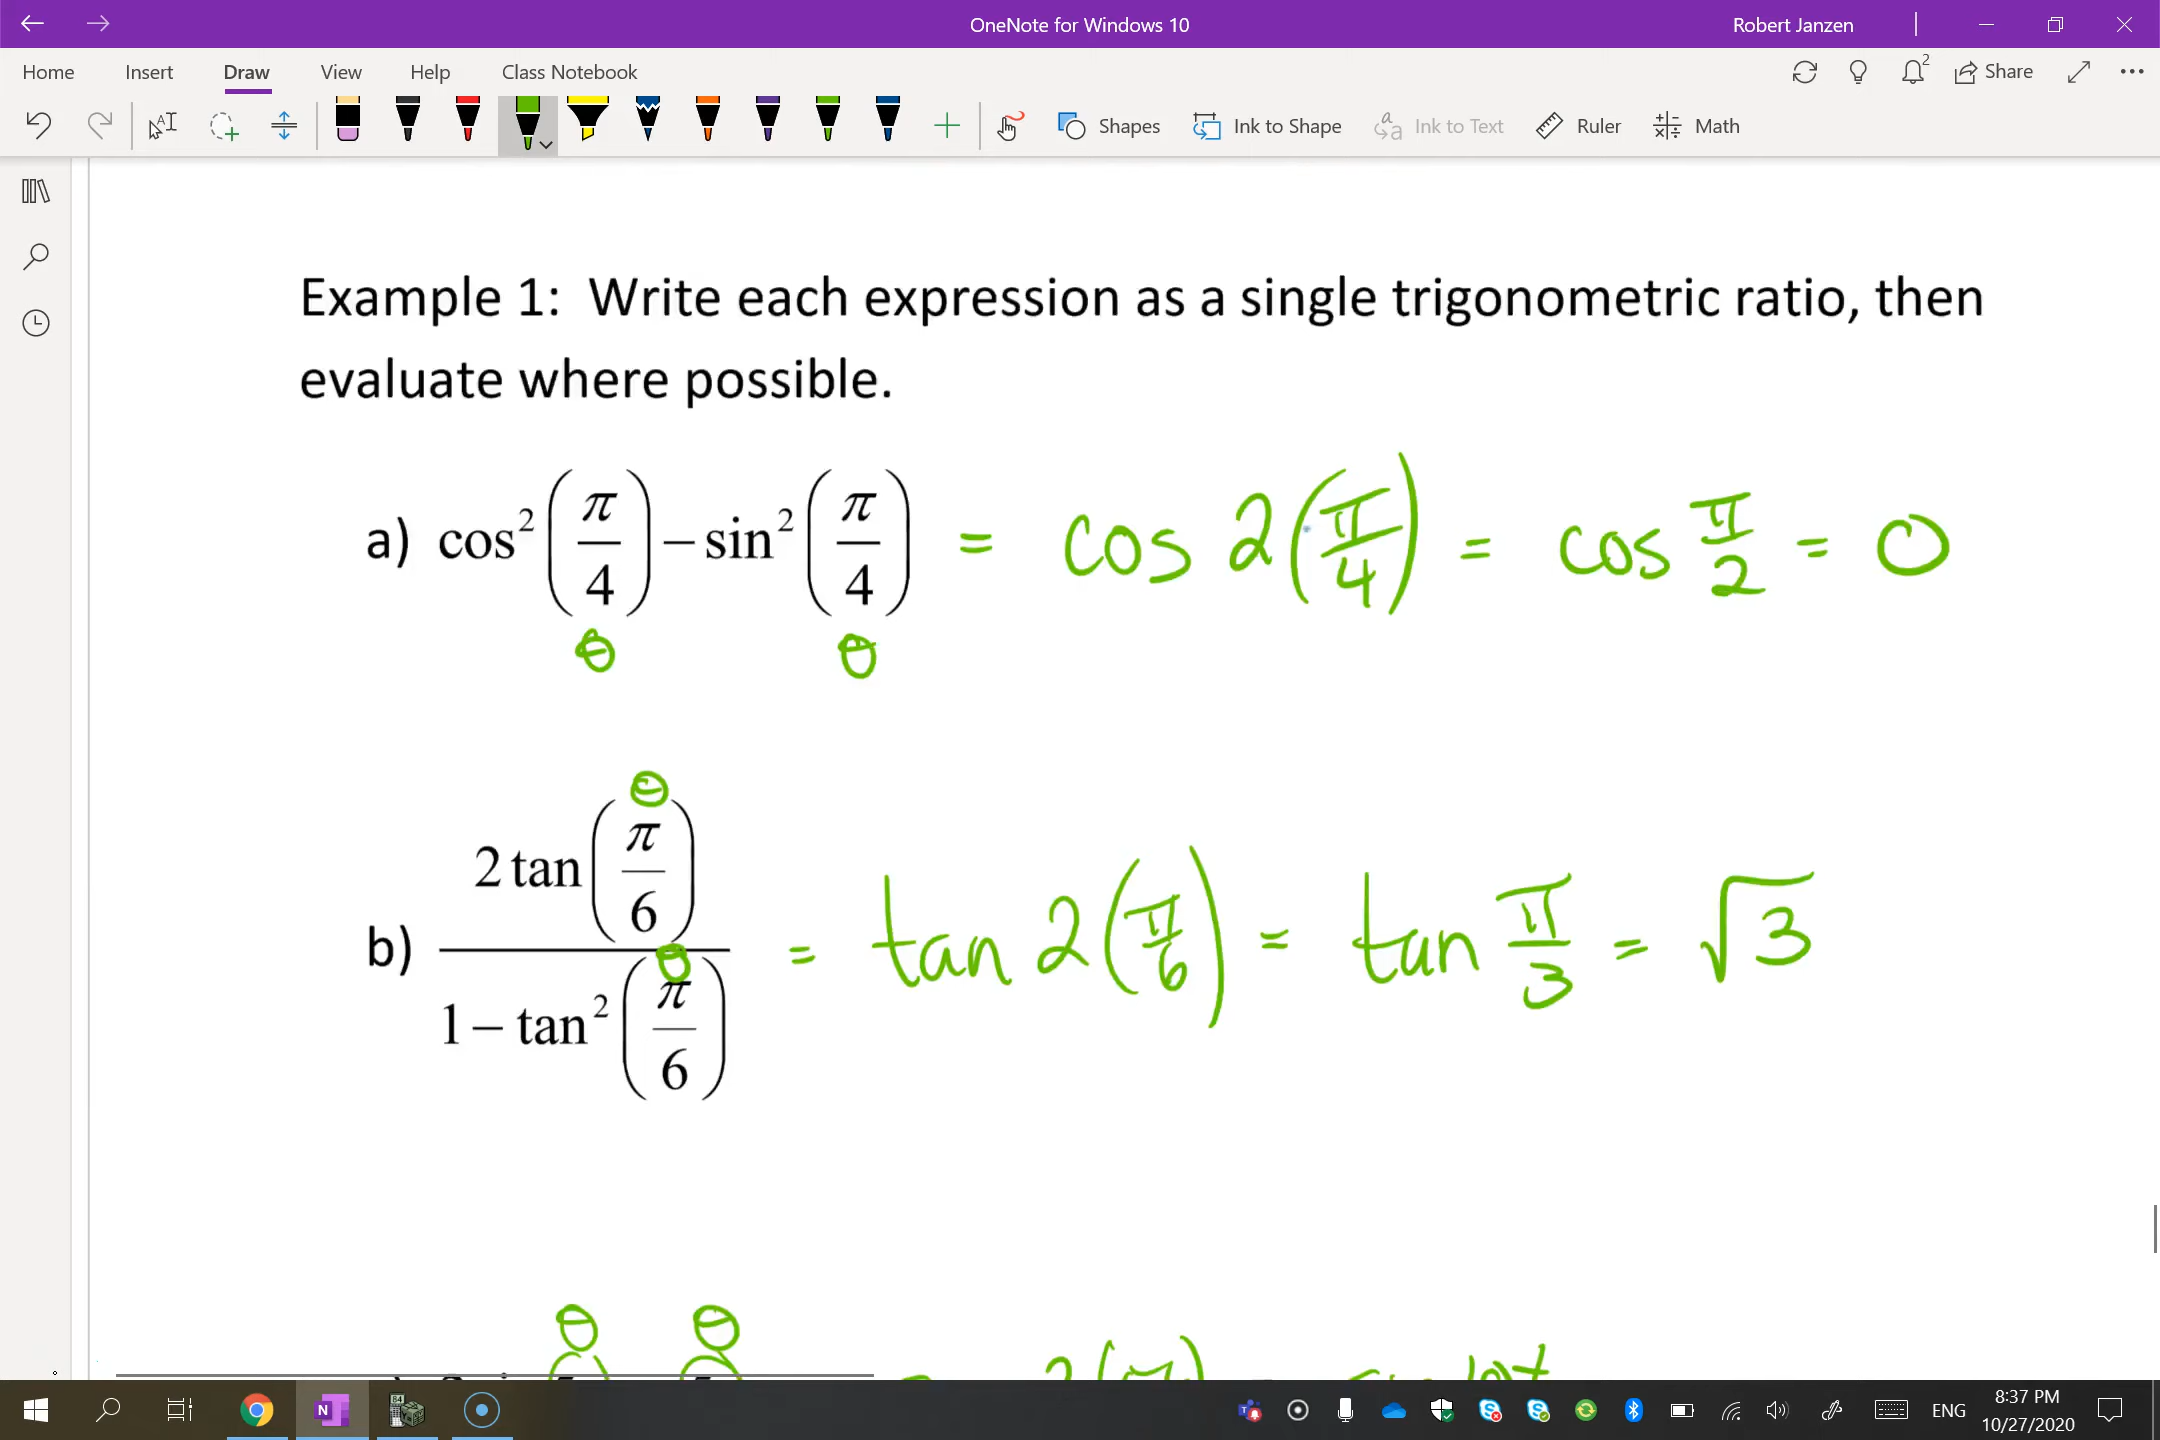 OneNote for Windows 10
Robert Janzen
Home Insert Draw View Help Class Notebook
2 Share
Shapes Ink to Shape Ink to Text Ruler Math
Example 1: Write each expression as a single trigonometric ratio, then
evaluate where possible.
a) cos²(π/4) − sin²(π/4) = cos 2(π/4) = cos π/2 = 0
θ θ
θ
b) 2 tan(π/6) / 1 − tan²(π/6) = tan 2(π/6) = tan π/3 = √3
θ
θ θ
ENG 8:37 PM
10/27/2020